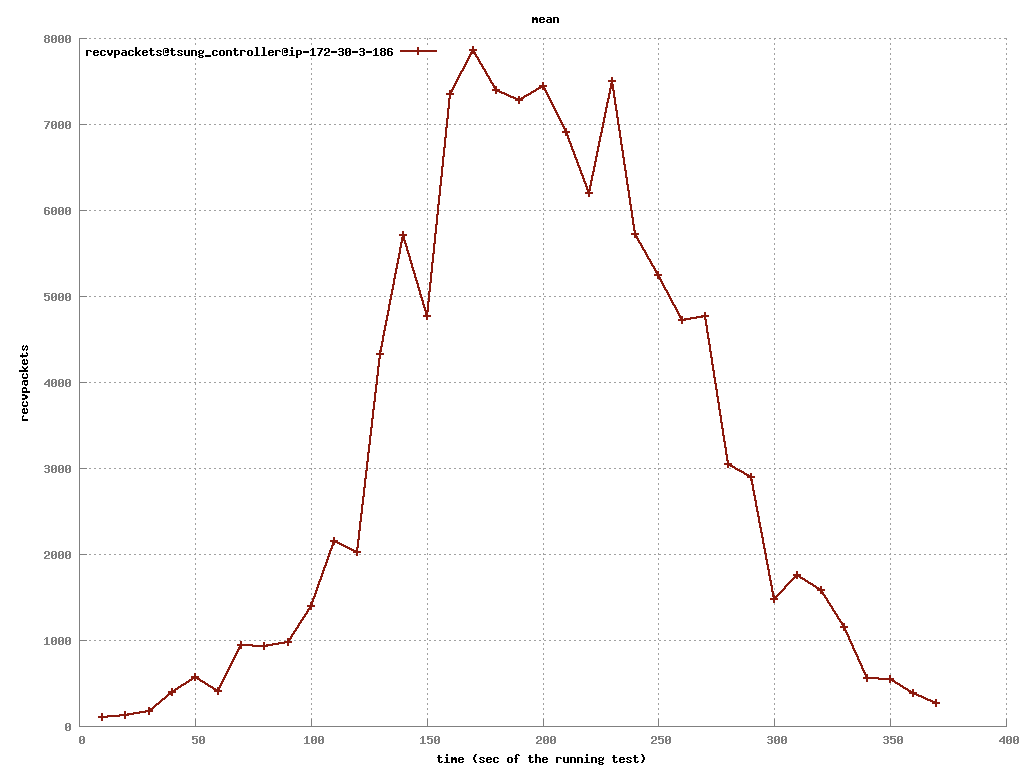 mean
8000
recvpackets@tsung_controller@ip-172-30-3-186
7000
6000
5000
4000
3000
2000
1000
0
recvpackets
0 50 100 150 200 250 300 350 400
time (sec of the running test)